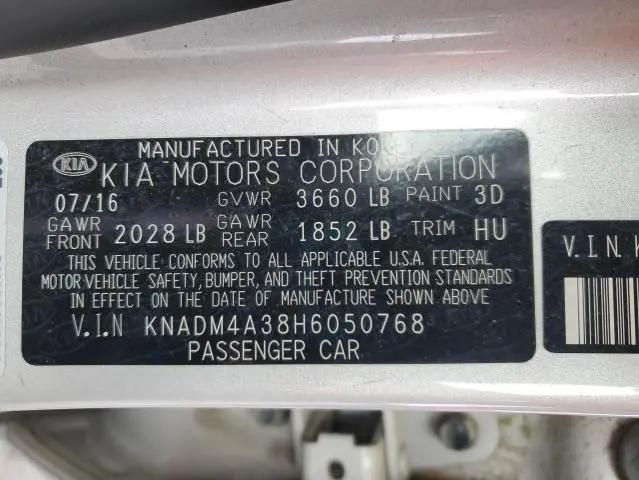 MANUFACTURED IN KO
KIA KIA MOTORS CORPORATION
07/16 GVWR 3660 LB PAINT 3D
GAWR FRONT 2028 LB GAWR REAR 1852 LB TRIM HU
THIS VEHICLE CONFORMS TO ALL APPLICABLE U.S.A. FEDERAL
MOTOR VEHICLE SAFETY, BUMPER, AND THEFT PREVENTION STANDARDS
IN EFFECT ON THE DATE OF MANUFACTURE SHOWN ABOVE
V.I.N KNADM4A38H6050768
PASSENGER CAR
V.I.N. K